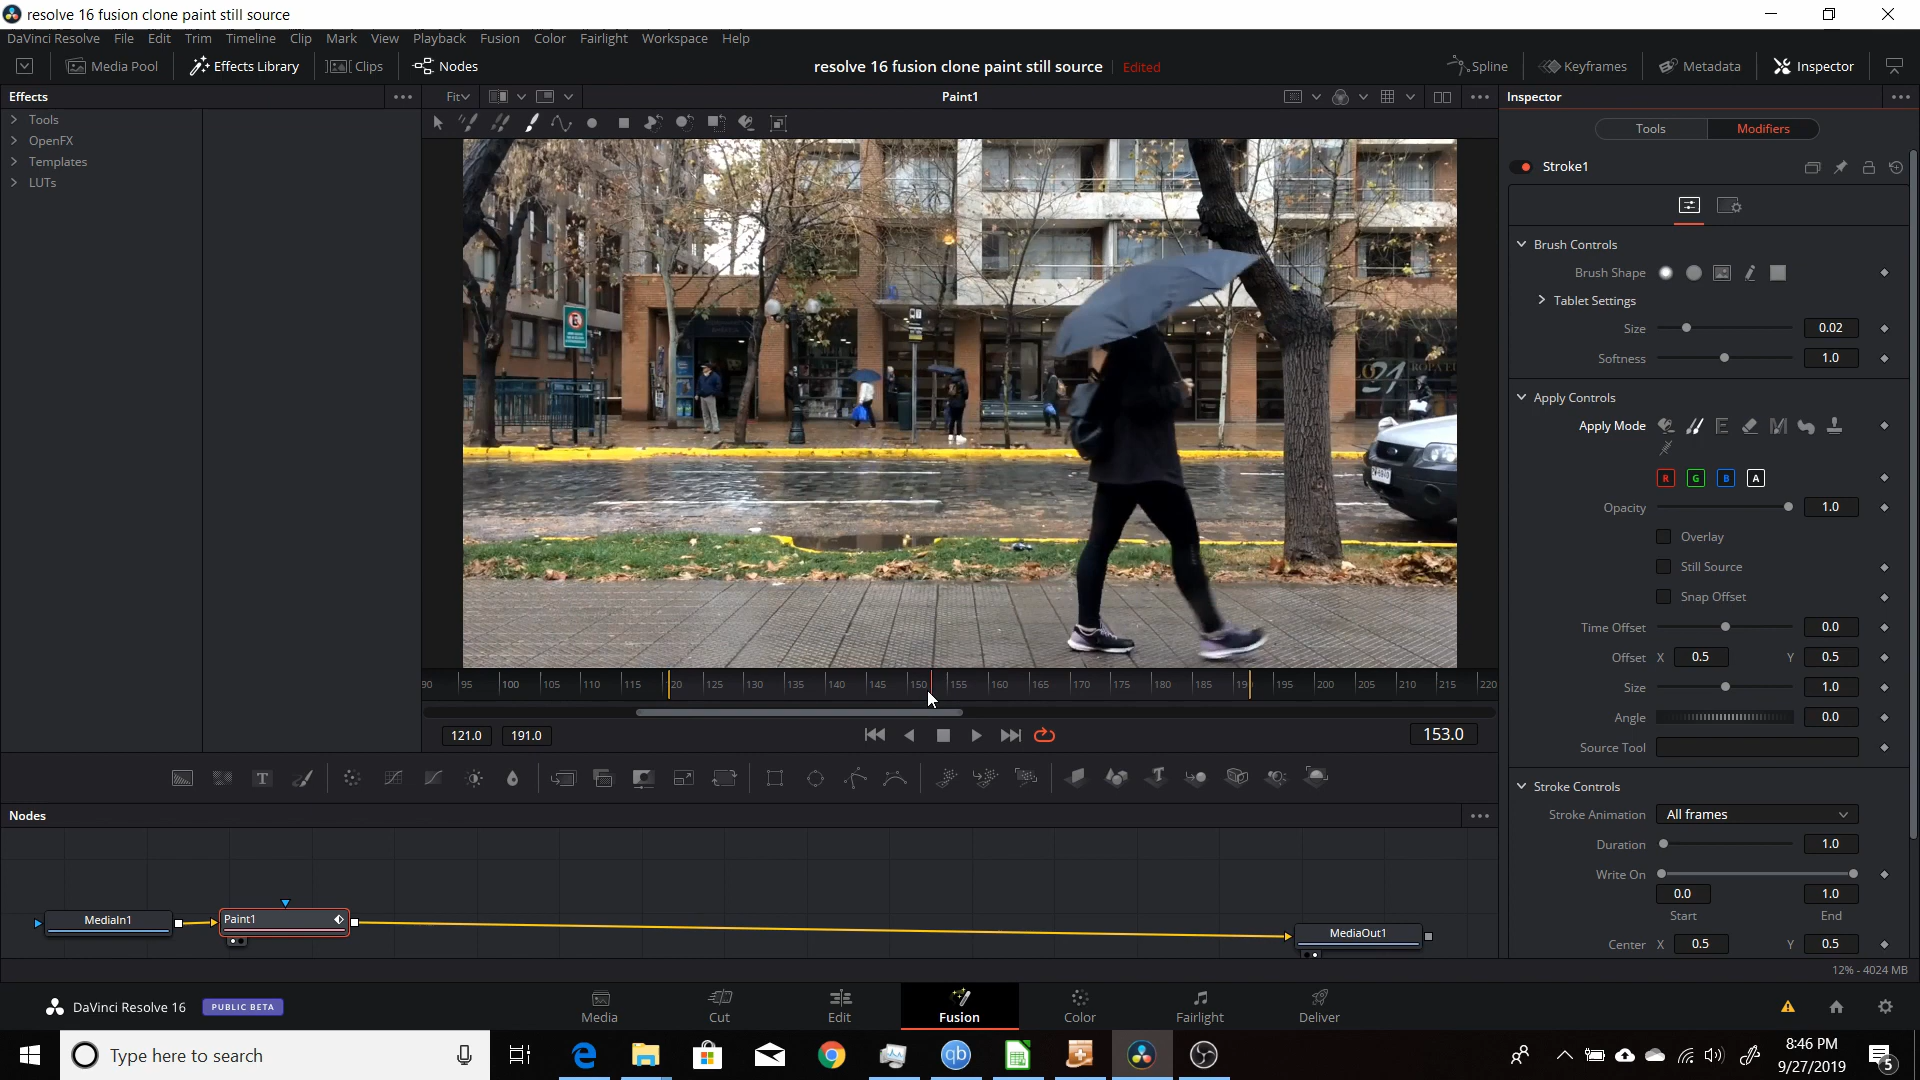 resolve 16 fusion clone paint still source
DaVinci Resolve File Edit Trim Timeline Clip Mark View Playback Fusion Color Fairlight Workspace Help
Media Pool Effects Library Clips Nodes resolve 16 fusion clone paint still source Edited Spline Keyframes Metadata Inspector
Effects Fit Paint1 Inspector
Tools
OpenFX
Templates
LUTs
Tools Modifiers
Stroke1
Brush Controls
Brush Shape
Tablet Settings
Size 0.02
Softness 1.0
Apply Controls
Apply Mode
R G B A
Opacity 1.0
Overlay
Still Source
Snap Offset
Time Offset 0.0
Offset X 0.5 Y 0.5
Size 1.0
Angle 0.0
Source Tool
Stroke Controls
Stroke Animation All frames
Duration 1.0
Write On
0.0 1.0
Start End
Center X 0.5 Y 0.5
90 95 100 105 110 115 120 125 130 135 140 145 150 155 160 165 170 175 180 185 190 195 200 205 210 215 220
121.0 191.0 153.0
Nodes
MediaIn1 Paint1 MediaOut1
12% - 4024 MB
DaVinci Resolve 16 PUBLIC BETA
Media Cut Edit Fusion Color Fairlight Deliver
Type here to search
qb
8:46 PM
9/27/2019
5